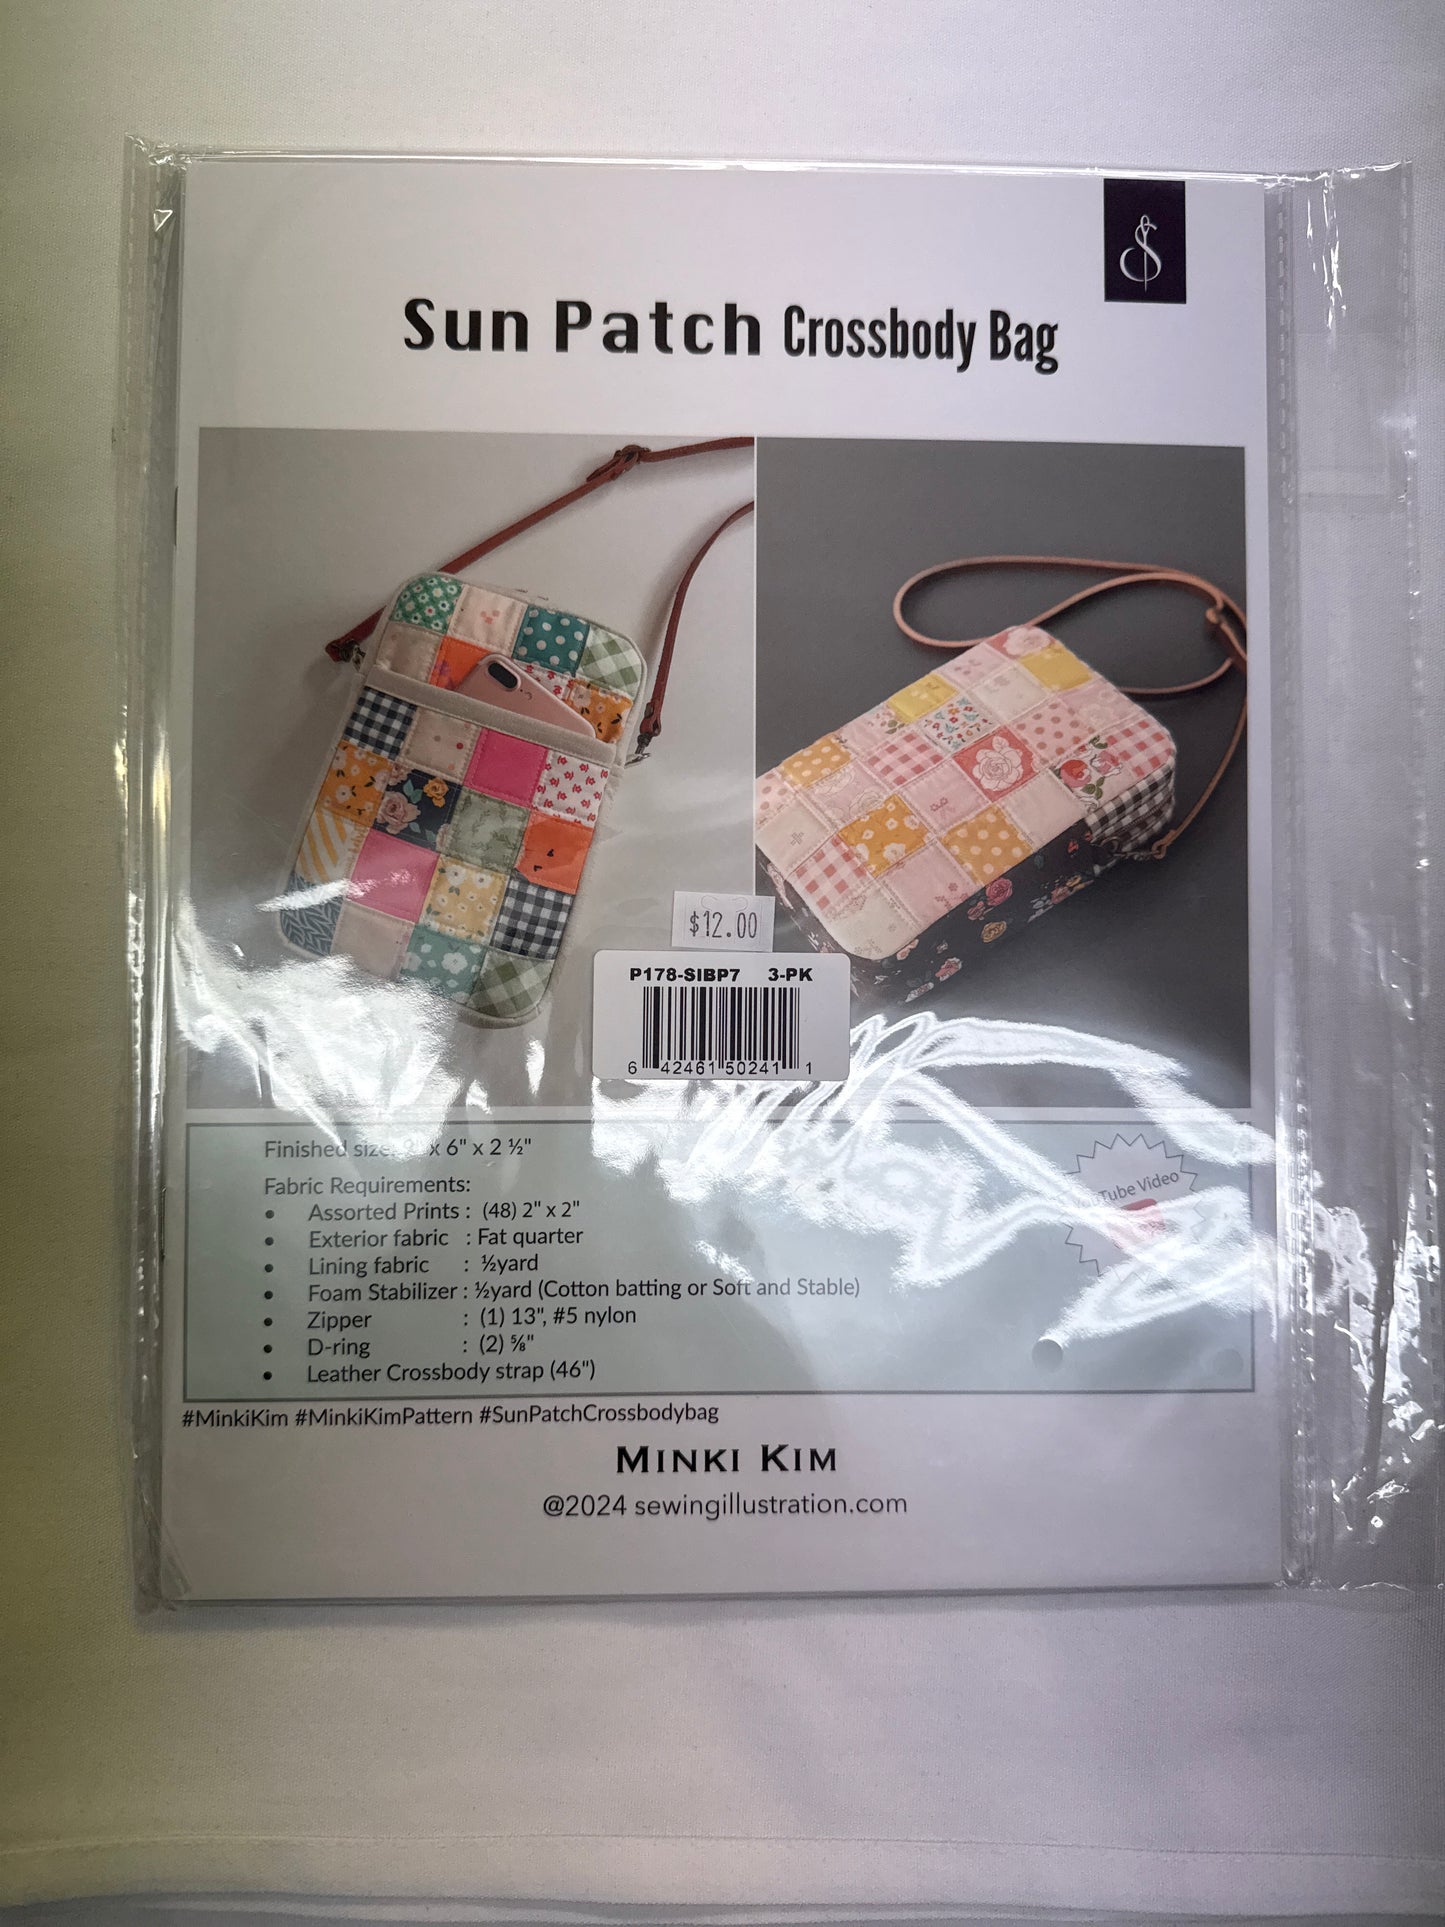 S
Sun Patch Crossbody Bag
$12.00
P178-SIBP7 3-PK
6 42461 50241 1
Finished size: x 6" x 2 ½"
Fabric Requirements:
• Assorted Prints : (48) 2" x 2"
• Exterior fabric : Fat quarter
• Lining fabric : ½yard
• Foam Stabilizer : ½yard (Cotton batting or Soft and Stable)
• Zipper : (1) 13", #5 nylon
• D-ring : (2) ⅝"
• Leather Crossbody strap (46")
Video
#MinkiKim #MinkiKimPattern #SunPatchCrossbodybag
MINKI KIM
@2024 sewingillustration.com